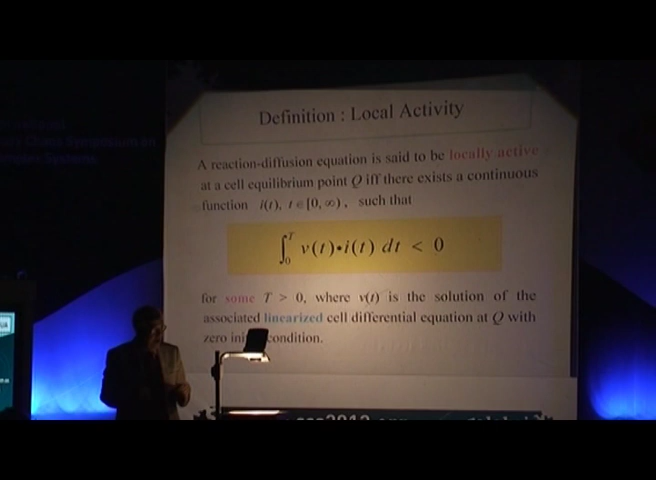 Definition : Local Activity
A reaction-diffusion equation is said to be locally active
at a cell equilibrium point Q iff there exists a continuous
function i(t), t ∈ [0, ∞) , such that
∫₀ᵀ v(t)•i(t) dt < 0
for some T > 0, where v(t) is the solution of the
associated linearized cell differential equation at Q with
zero condition.